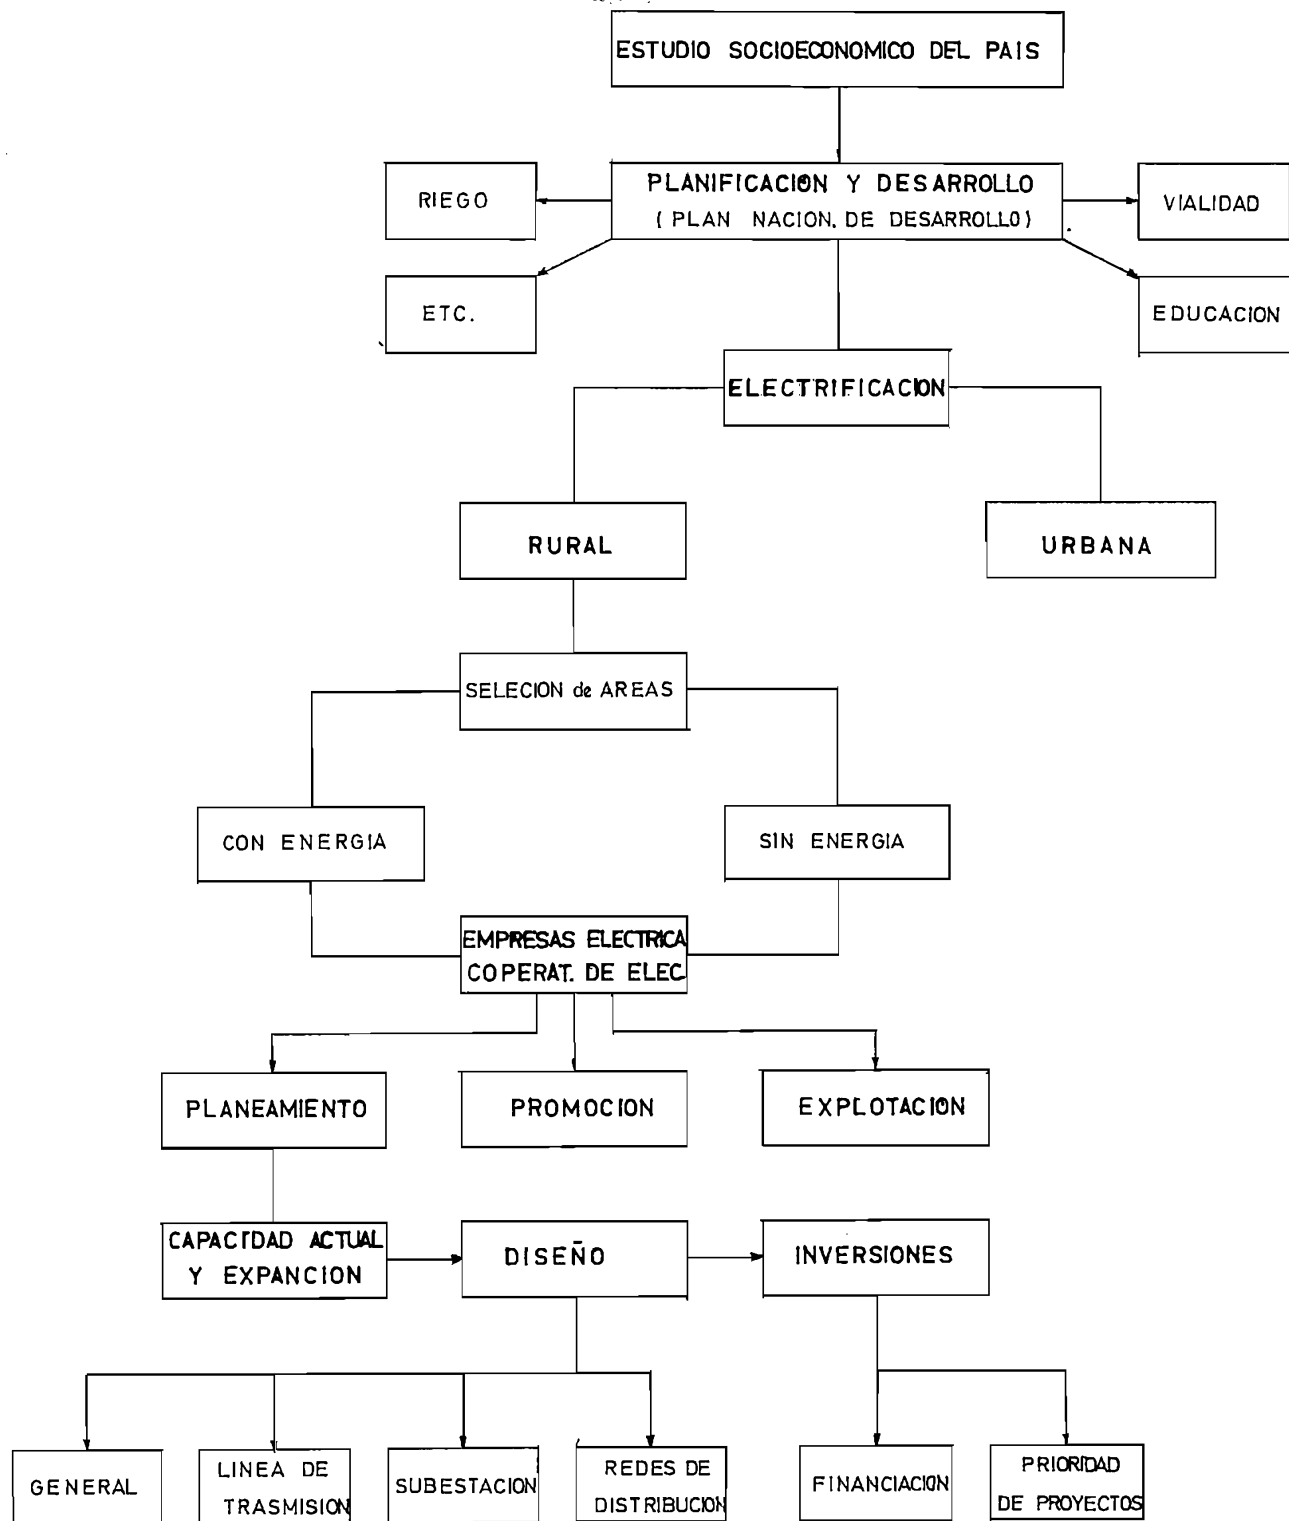 ESTUDIO SOCIOECONOMICO DEL PAIS
PLANIFICACION Y DESARROLLO
( PLAN NACION. DE DESARROLLO )
RIEGO
VIALIDAD
ETC.
EDUCACION
ELECTRIFICACION
RURAL
URBANA
SELECION de AREAS
CON ENERGIA
SIN ENERGIA
EMPRESAS ELECTRICA
COPERAT. DE ELEC.
PLANEAMIENTO
PROMOCION
EXPLOTACION
CAPACIDAD ACTUAL
Y EXPANCION
DISEÑO
INVERSIONES
GENERAL
LINEA DE
TRASMISION
SUBESTACION
REDES DE
DISTRIBUCION
FINANCIACION
PRIORIDAD
DE PROYECTOS